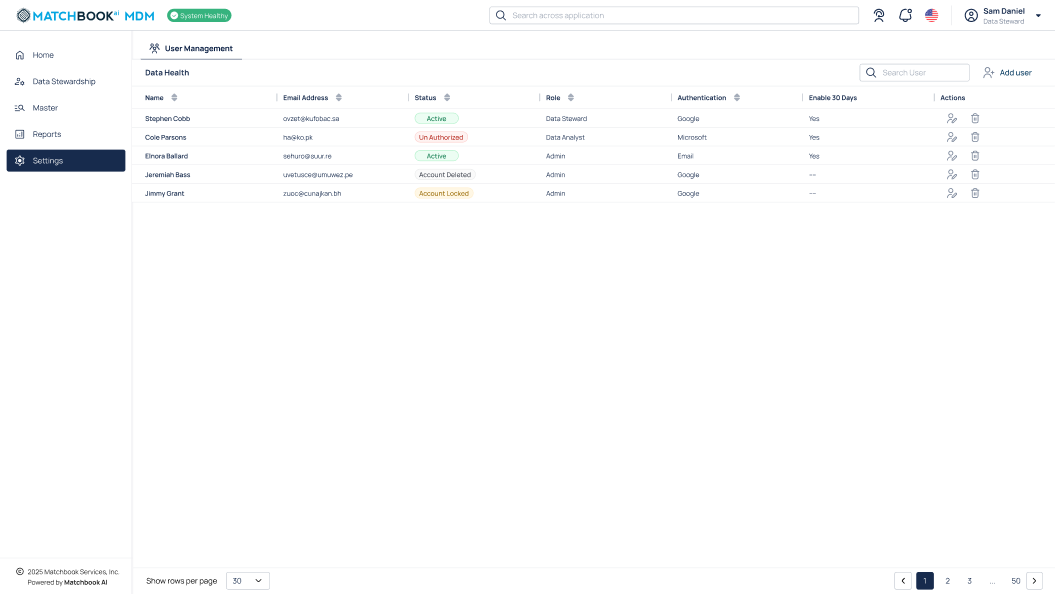 MATCHBOOK ai MDM System Healthy Search across application Sam Daniel
Data Steward
Home
Data Stewardship
Master
Reports
Settings
User Management
Data Health Search User Add user
Name Email Address Status Role Authentication Enable 30 Days Actions
Stephen Cobb ovzet@kufobac.sa Active Data Steward Google Yes
Cole Parsons ha@ko.pk Un Authorized Data Analyst Microsoft Yes
Elnora Ballard sehuro@suur.re Active Admin Email Yes
Jeremiah Bass uvetusce@umuwez.pe Account Deleted Admin Google ---
Jimmy Grant zuoc@cunajkan.bh Account Locked Admin Google ---
© 2025 Matchbook Services, Inc.
Powered by Matchbook AI
Show rows per page 30 1 2 3 ... 50